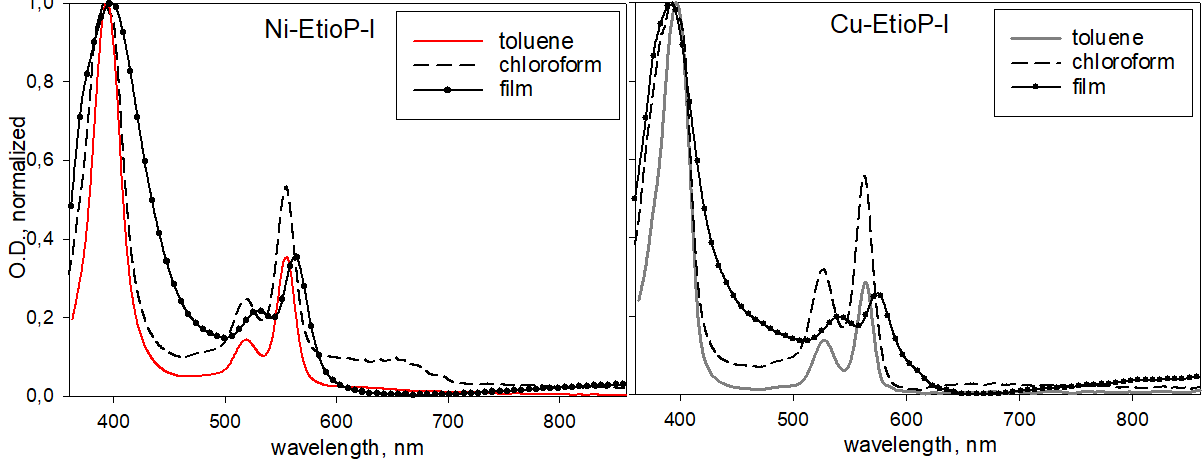 Ni-EtioP-I
toluene
chloroform
film
1,0
0,8
0,6
0,4
0,2
0,0
O.D., normalized
400
500
600
700
800
wavelength, nm
Cu-EtioP-I
toluene
chloroform
film
400
500
600
700
800
wavelength, nm